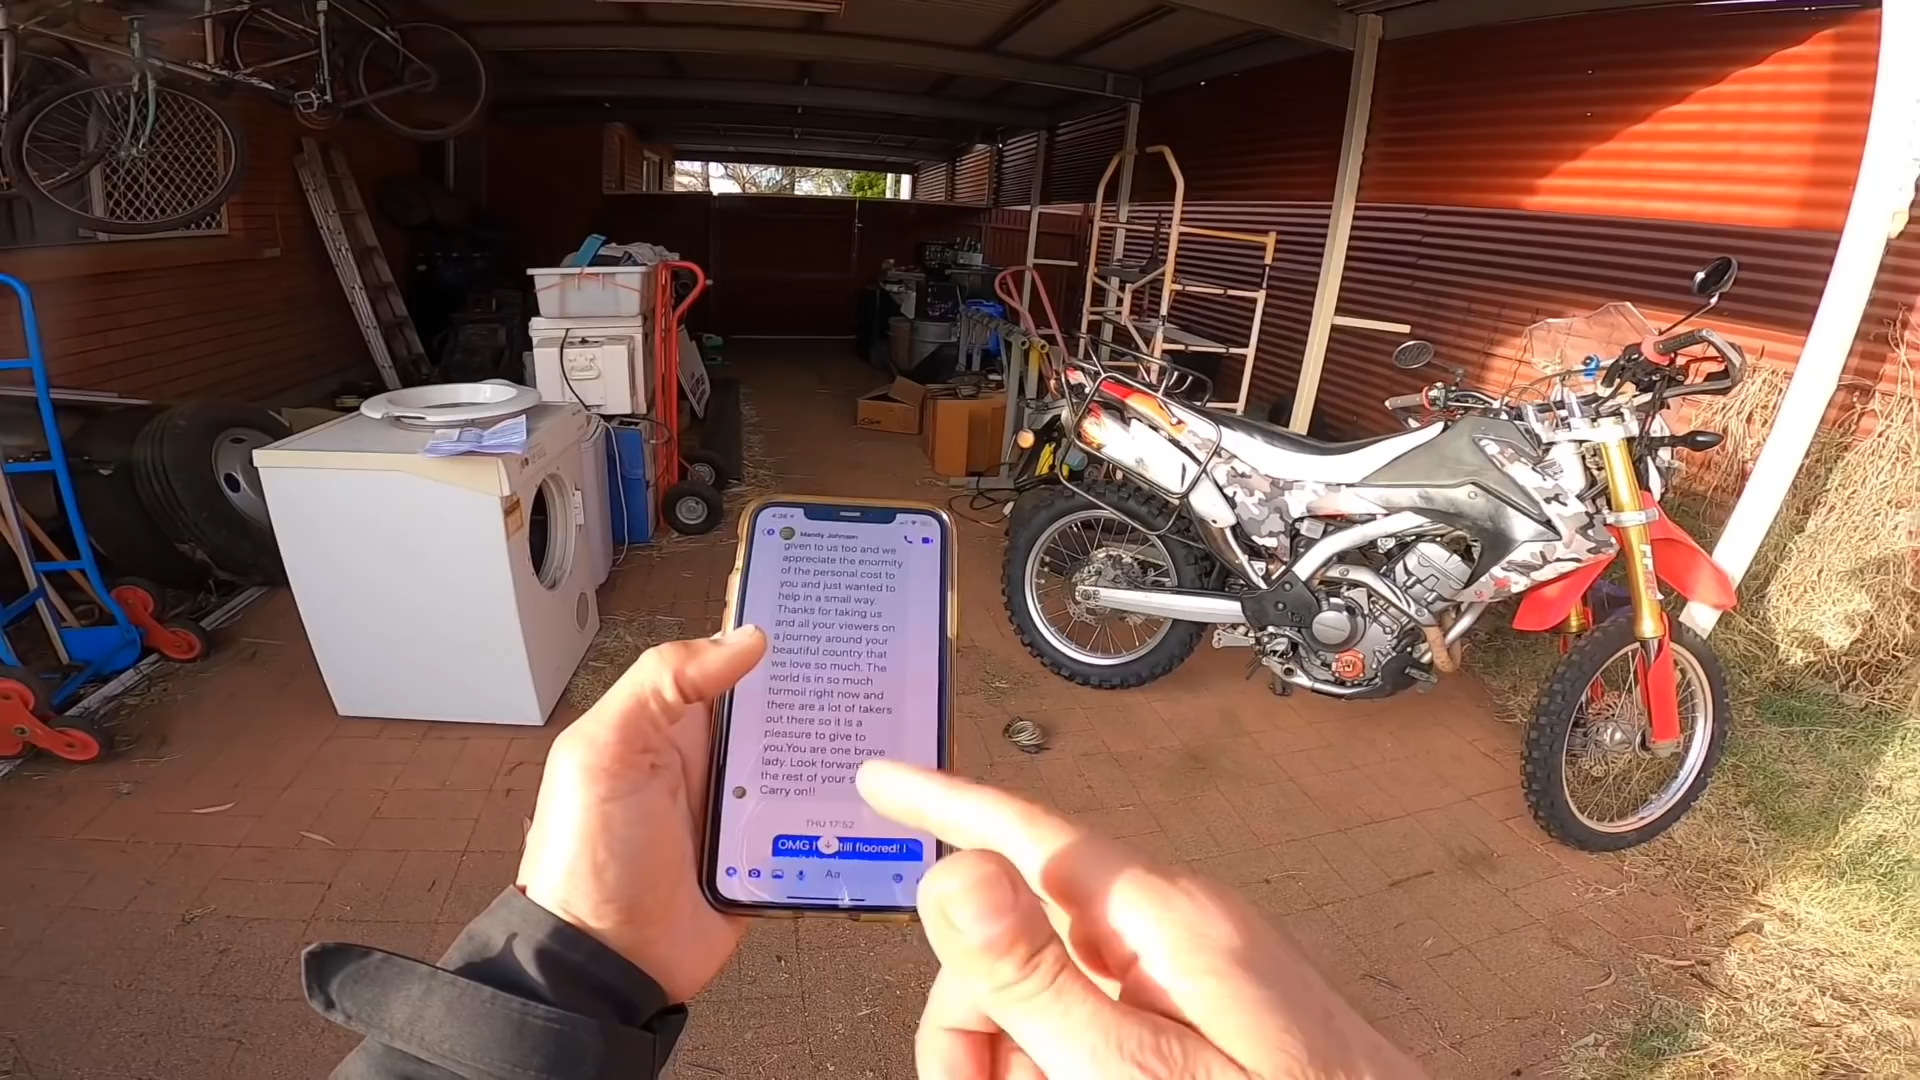 4:36
Mandy Johnson
given to us too and we
appreciate the enormity
of the personal cost to
you and just wanted to
help in a small way.
Thanks for taking us
and all your viewers on
a journey around your
beautiful country that
we love so much. The
world is in so much
turmoil right now and
there are a lot of takers
out there so it is a
pleasure to give to
you.You are one brave
lady. Look forward
the rest of your s
Carry on!!
THU 17:52
OMG I till floored! I
Aa